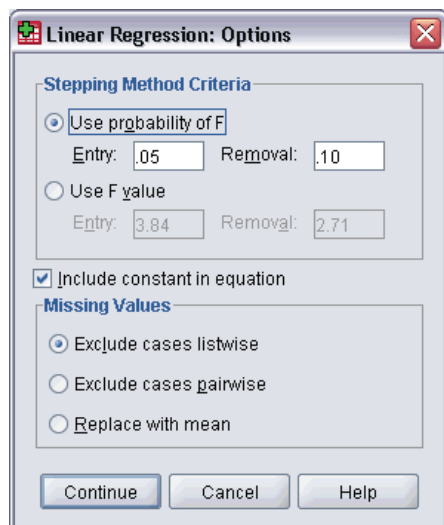 Linear Regression: Options
Stepping Method Criteria
Use probability of F
Entry: .05 Removal: .10
Use F value
Entry: 3.84 Removal: 2.71
Include constant in equation
Missing Values
Exclude cases listwise
Exclude cases pairwise
Replace with mean
Continue Cancel Help